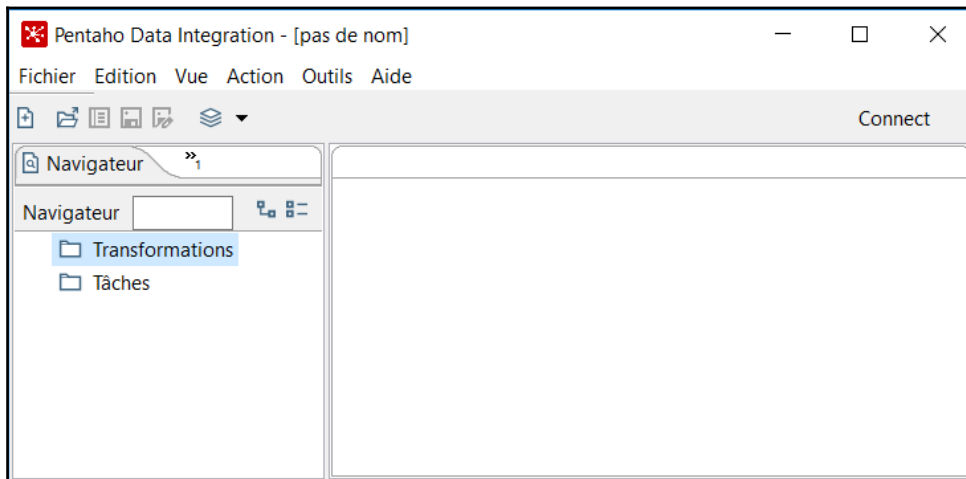 Pentaho Data Integration - [pas de nom]
Fichier Edition Vue Action Outils Aide
Connect
Navigateur »1
Navigateur
Transformations
Tâches